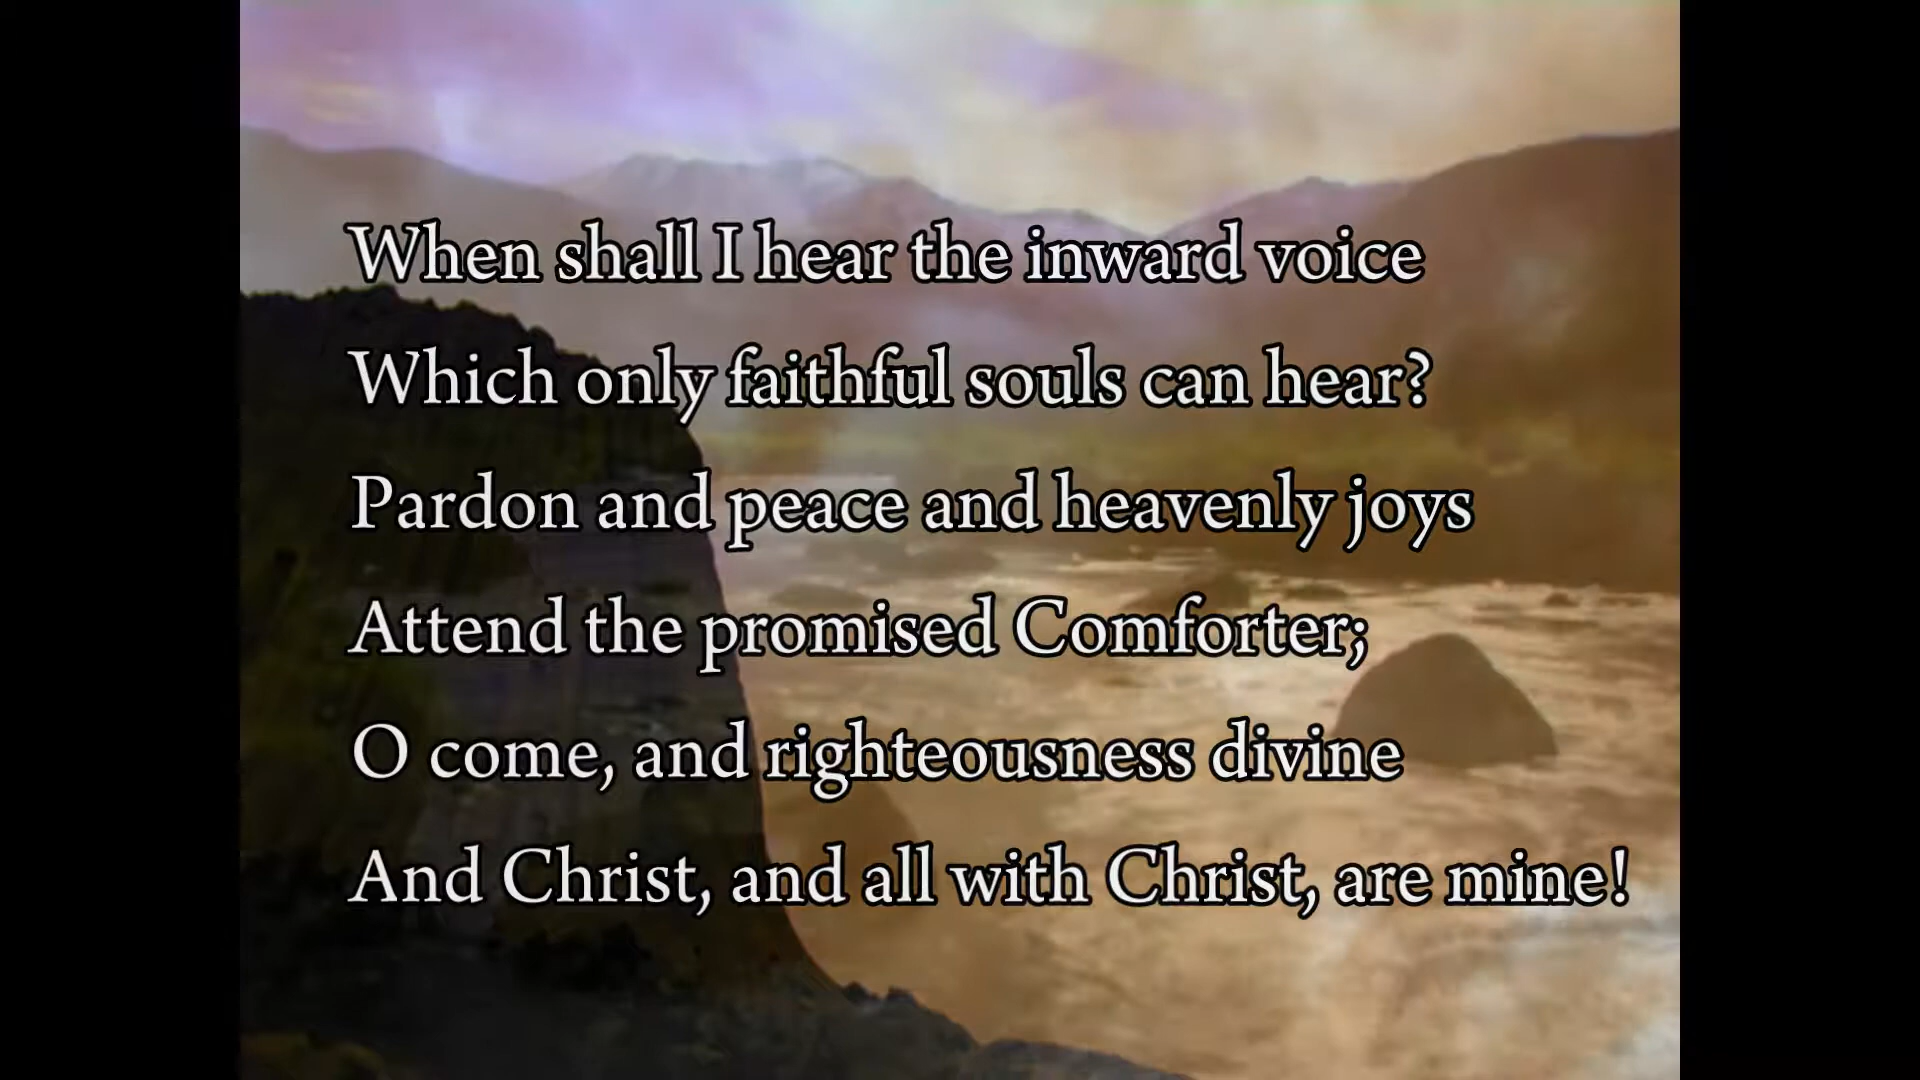 When shall I hear the inward voice
Which only faithful souls can hear?
Pardon and peace and heavenly joys
Attend the promised Comforter;
O come, and righteousness divine
And Christ, and all with Christ, are mine!